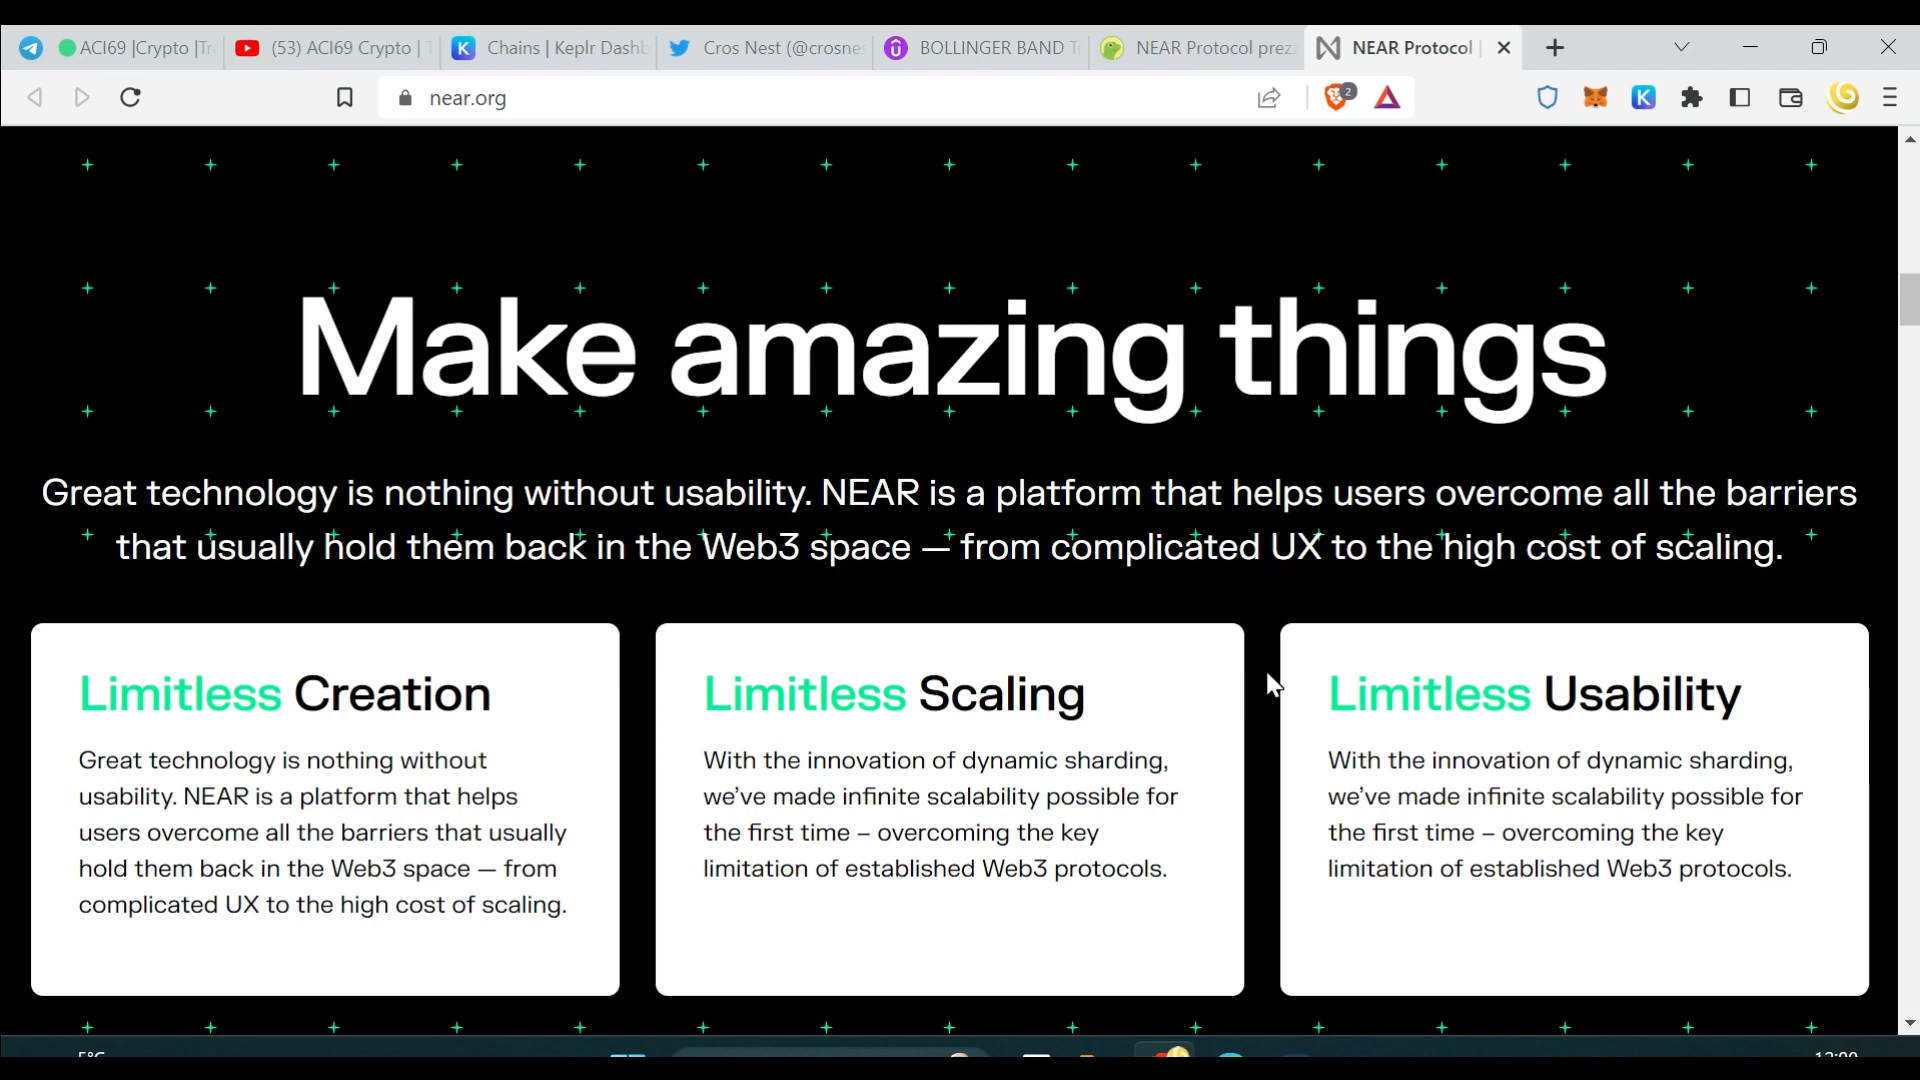 ACI69 |Crypto |Tr
(53) ACI69 Crypto |
Chains | Keplr Dashb
Cros Nest (@crosne
BOLLINGER BAND T
NEAR Protocol prezz
NEAR Protocol |
near.org
2
Make amazing things
Great technology is nothing without usability. NEAR is a platform that helps users overcome all the barriers
that usually hold them back in the Web3 space — from complicated UX to the high cost of scaling.
Limitless Creation
Great technology is nothing without
usability. NEAR is a platform that helps
users overcome all the barriers that usually
hold them back in the Web3 space — from
complicated UX to the high cost of scaling.
Limitless Scaling
With the innovation of dynamic sharding,
we've made infinite scalability possible for
the first time – overcoming the key
limitation of established Web3 protocols.
Limitless Usability
With the innovation of dynamic sharding,
we've made infinite scalability possible for
the first time – overcoming the key
limitation of established Web3 protocols.
5°C